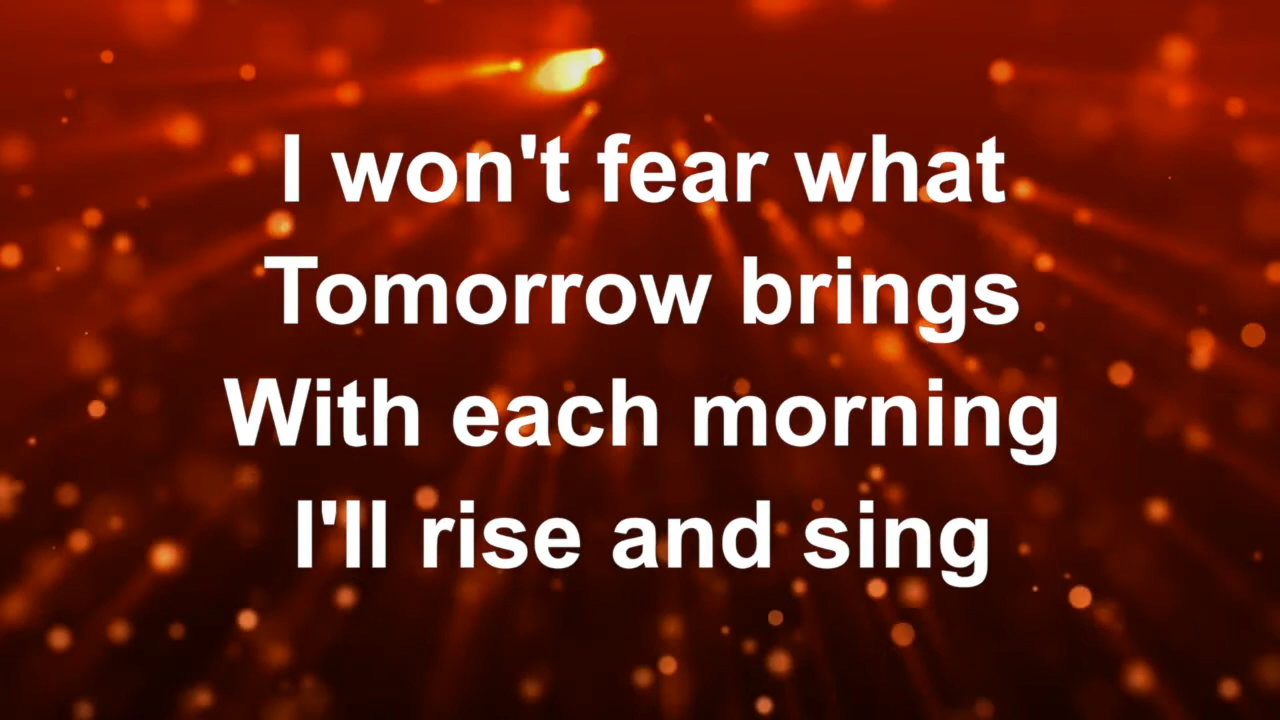 I won't fear what
Tomorrow brings
With each morning
I'll rise and sing